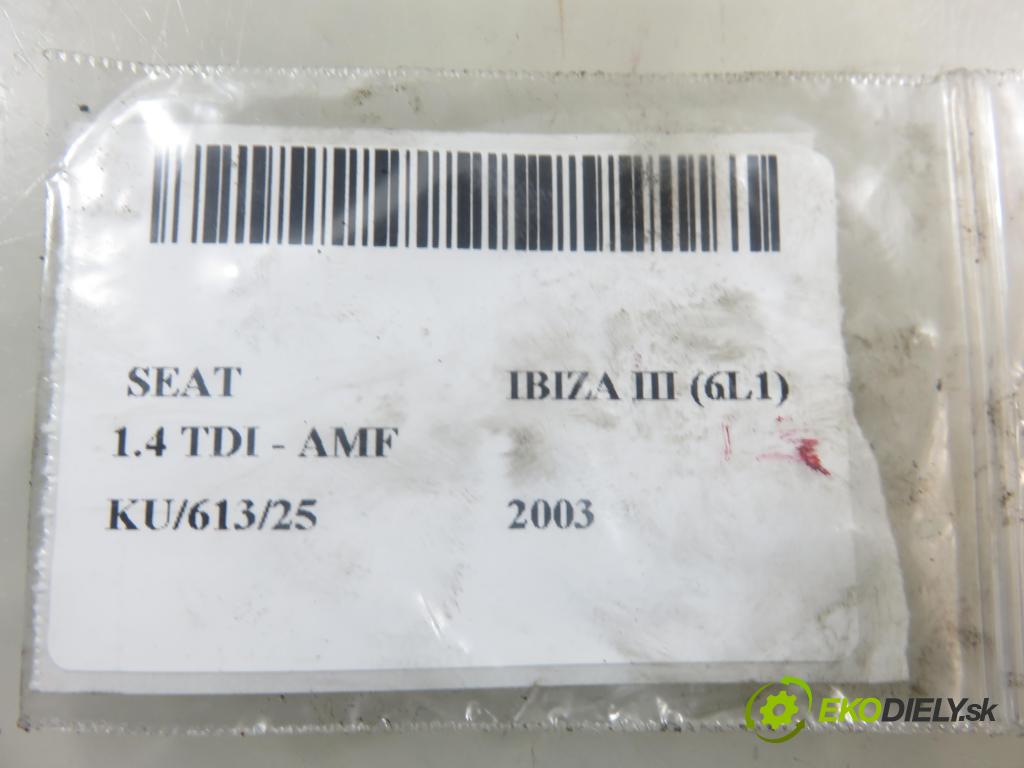 SEAT IBIZA III (6L1)
1.4 TDI - AMF
KU/613/25 2003
EKODIELY.sk